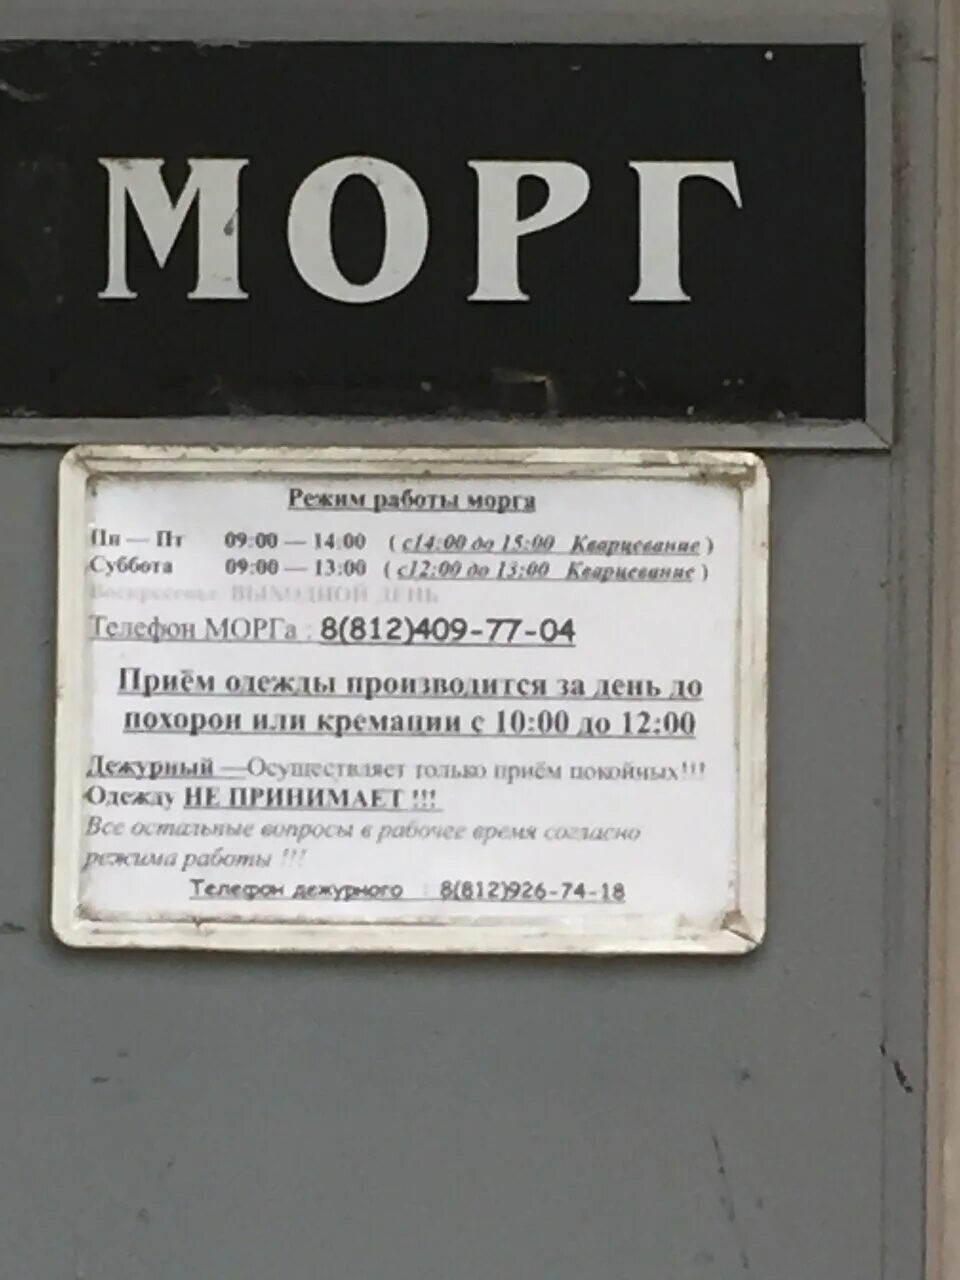 МОРГ
Режим работы морга
Пн — Пт 09:00 — 14:00 ( с14:00 до 15:00 Кварцевание )
Суббота 09:00 — 13:00 ( с12:00 до 13:00 Кварцевание )
Воскресенье ВЫХОДНОЙ ДЕНЬ
Телефон МОРГа : 8(812)409-77-04
Приём одежды производится за день до
похорон или кремации с 10:00 до 12:00
Дежурный —Осуществляет только приём покойных!!!
Одежду НЕ ПРИНИМАЕТ !!!
Все остальные вопросы в рабочее время согласно
режима работы !!!
Телефон дежурного : 8(812)926-74-18